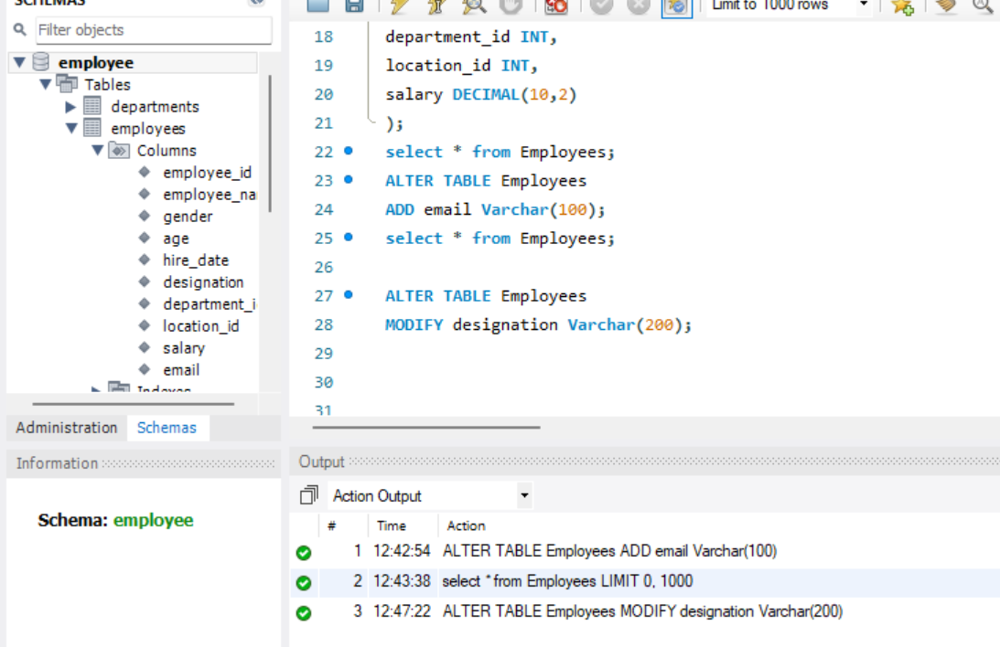 SCHEMAS
Filter objects
employee
Tables
departments
employees
Columns
employee_id
employee_na
gender
age
hire_date
designation
department_i
location_id
salary
email
Indexes
Administration Schemas
Information
Schema: employee
Limit to 1000 rows
18 department_id INT,
19 location_id INT,
20 salary DECIMAL(10,2)
21 );
22 select * from Employees;
23 ALTER TABLE Employees
24 ADD email Varchar(100);
25 select * from Employees;
26
27 ALTER TABLE Employees
28 MODIFY designation Varchar(200);
29
30
31
Output
Action Output
# Time Action
1 12:42:54 ALTER TABLE Employees ADD email Varchar(100)
2 12:43:38 select * from Employees LIMIT 0, 1000
3 12:47:22 ALTER TABLE Employees MODIFY designation Varchar(200)